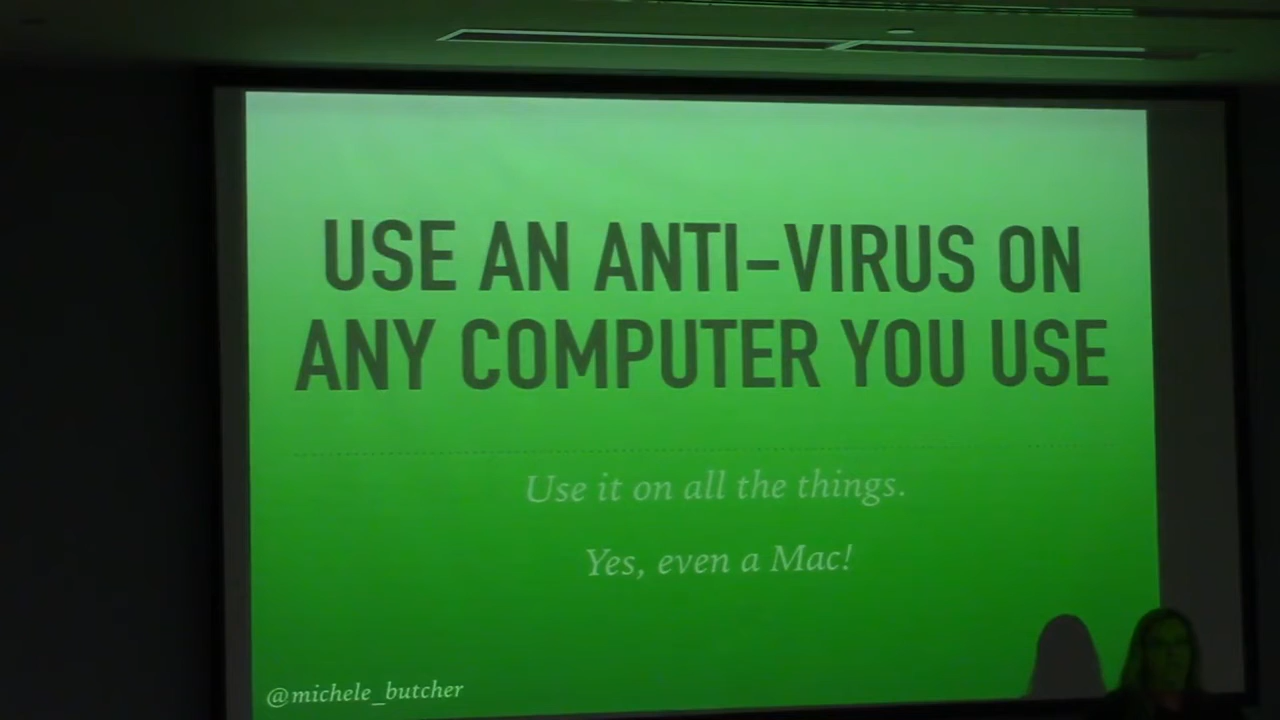 USE AN ANTI-VIRUS ON
ANY COMPUTER YOU USE
Use it on all the things.
Yes, even a Mac!
@michele_butcher